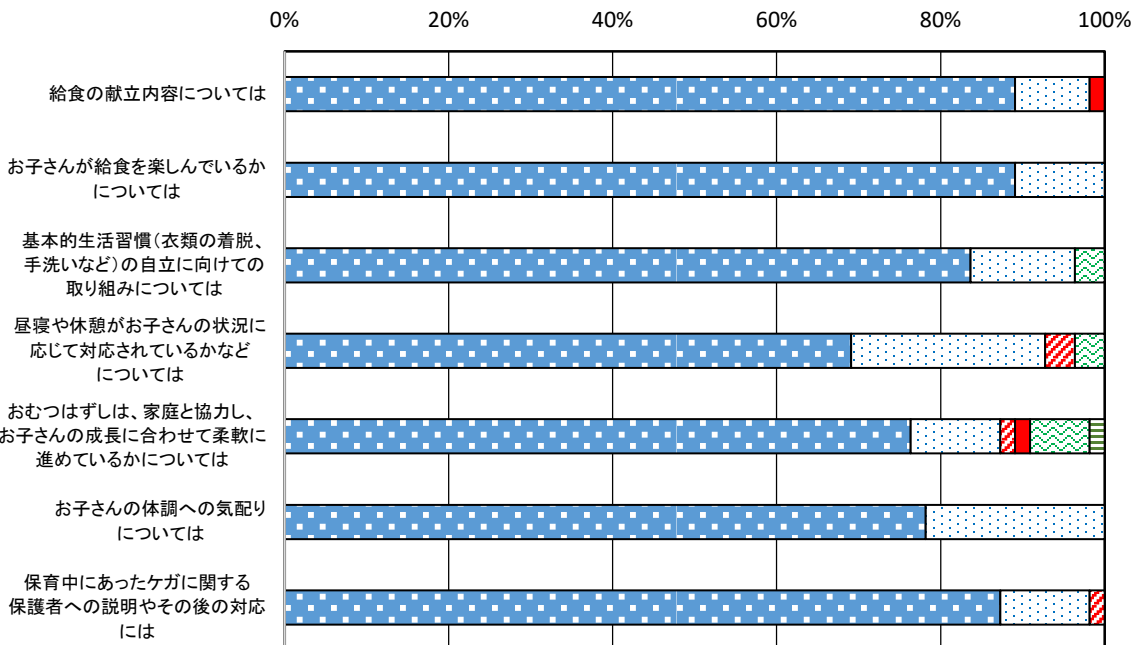 0% 20% 40% 60% 80% 100%
給食の献立内容については
お子さんが給食を楽しんでいるか
については
基本的生活習慣(衣類の着脱、
手洗いなど)の自立に向けての
取り組みについては
昼寝や休憩がお子さんの状況に
応じて対応されているかなど
については
おむつはずしは、家庭と協力し、
お子さんの成長に合わせて柔軟に
進めているかについては
お子さんの体調への気配り
については
保育中にあったケガに関する
保護者への説明やその後の対応
には